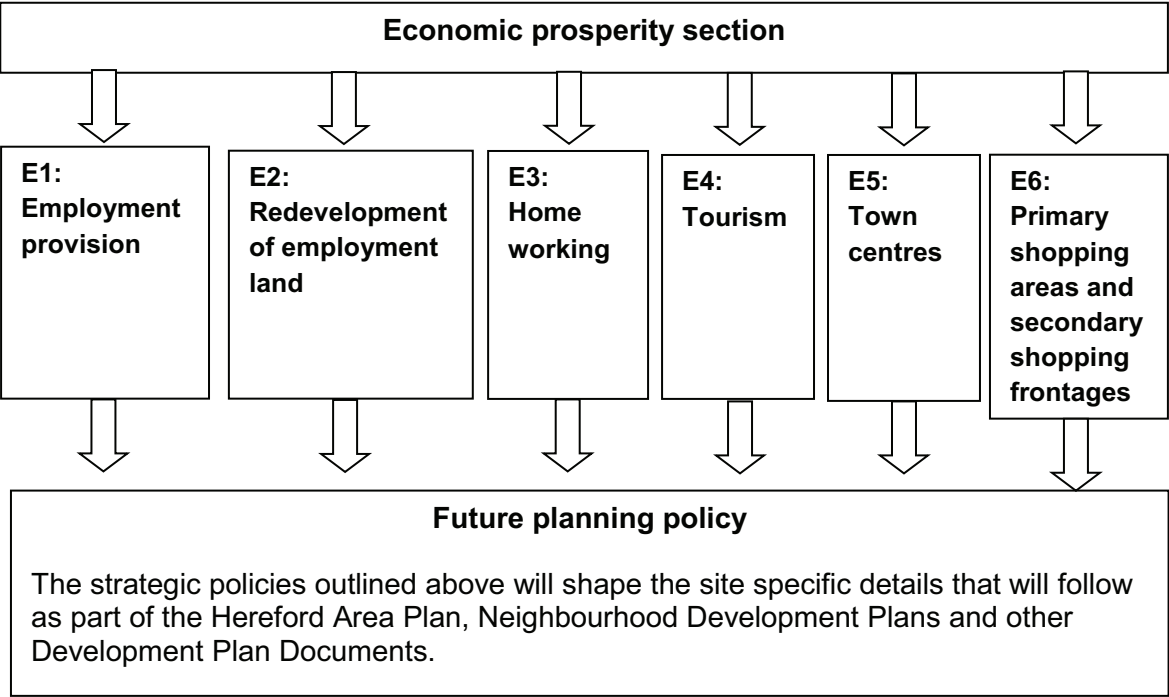 Economic prosperity section
E1:
Employment
provision
E2:
Redevelopment
of employment
land
E3:
Home
working
E4:
Tourism
E5:
Town
centres
E6:
Primary
shopping
areas and
secondary
shopping
frontages
Future planning policy
The strategic policies outlined above will shape the site specific details that will follow
as part of the Hereford Area Plan, Neighbourhood Development Plans and other
Development Plan Documents.